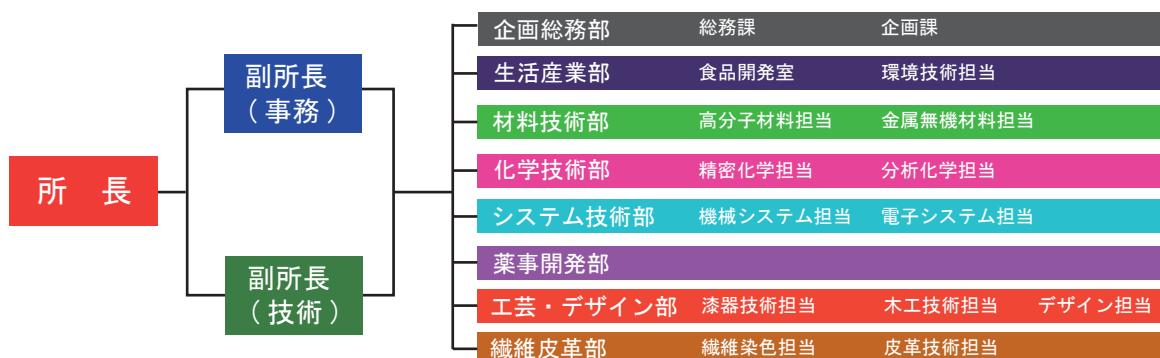 所　長
副所長
（事務）
副所長
（技術）
企画総務部　総務課　企画課
生活産業部　食品開発室　環境技術担当
材料技術部　高分子材料担当　金属無機材料担当
化学技術部　精密化学担当　分析化学担当
システム技術部　機械システム担当　電子システム担当
薬事開発部
工芸・デザイン部　漆器技術担当　木工技術担当　デザイン担当
繊維皮革部　繊維染色担当　皮革技術担当